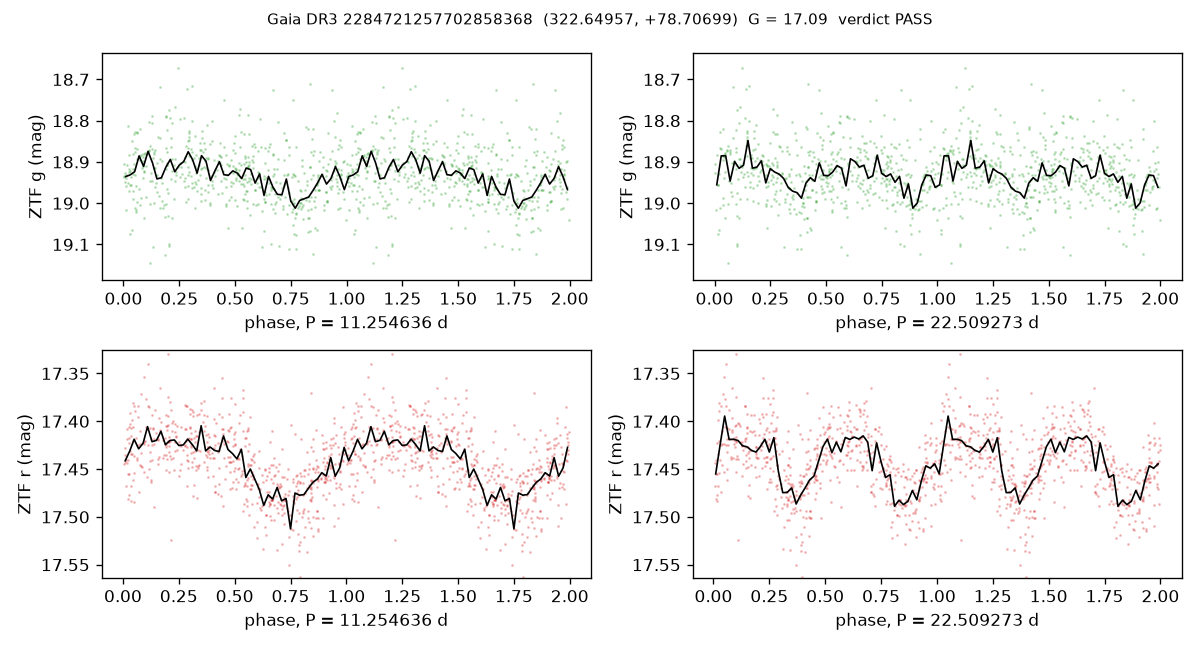 Gaia DR3 2284721257702858368  (322.64957, +78.70699)  G = 17.09  verdict PASS
ZTF g (mag)
18.7
18.8
18.9
19.0
19.1
0.00 0.25 0.50 0.75 1.00 1.25 1.50 1.75 2.00
phase, P = 11.254636 d
ZTF g (mag)
18.7
18.8
18.9
19.0
19.1
0.00 0.25 0.50 0.75 1.00 1.25 1.50 1.75 2.00
phase, P = 22.509273 d
ZTF r (mag)
17.35
17.40
17.45
17.50
17.55
0.00 0.25 0.50 0.75 1.00 1.25 1.50 1.75 2.00
phase, P = 11.254636 d
ZTF r (mag)
17.35
17.40
17.45
17.50
17.55
0.00 0.25 0.50 0.75 1.00 1.25 1.50 1.75 2.00
phase, P = 22.509273 d